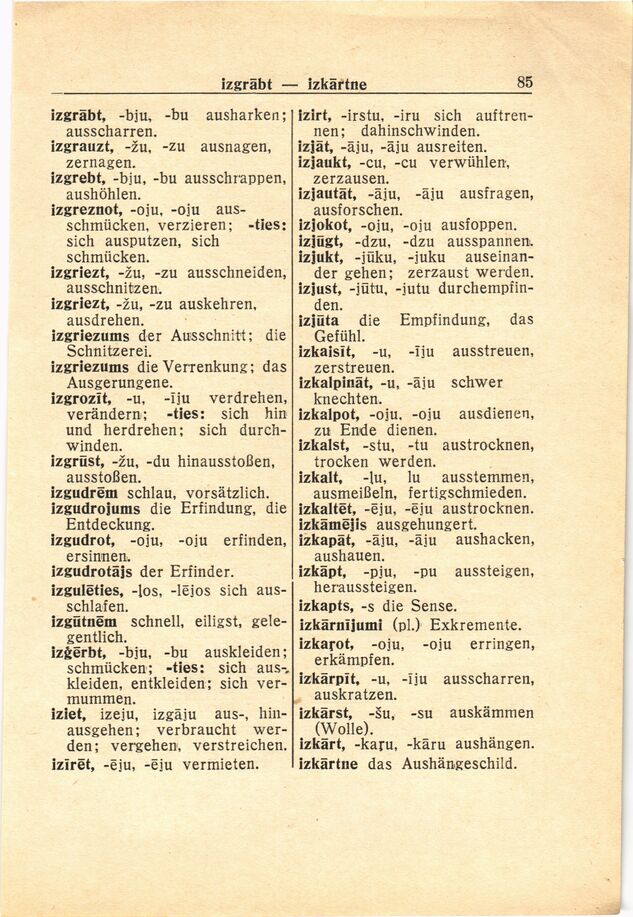 izgrābt — izkārtne 85
izgrābt, -bju, -bu ausharken;
ausscharren.
izgrauzt, -žu, -zu ausnagen,
zernagen.
izgrebt, -bju, -bu ausschrappen,
aushöhlen.
izgreznot, -oju, -oju aus-
schmücken, verzieren; -ties:
sich ausputzen, sich
schmücken.
izgriezt, -žu, -zu ausschneiden,
ausschnitzen.
izgriezt, -žu, -zu auskehren,
ausdrehen.
izgriezums der Ausschnitt; die
Schnitzerei.
izgriezums die Verrenkung; das
Ausgerungene.
izgrozīt, -u, -īju verdrehen,
verändern; -ties: sich hin
und herdrehen; sich durch-
winden.
izgrūst, -žu, -du hinausstoßen,
ausstoßen.
izgudrēm schlau, vorsätzlich.
izgudrojums die Erfindung, die
Entdeckung.
izgudrot, -oju, -oju erfinden,
ersinnen.
izgudrotājs der Erfinder.
izgulēties, -ļos, -lējos sich aus-
schlafen.
izgūtnēm schnell, eiligst, gele-
gentlich.
izģērbt, -bju, -bu auskleiden;
schmücken; -ties: sich aus-
kleiden, entkleiden; sich ver-
mummen.
iziet, izeju, izgāju aus-, hin-
ausgehen; verbraucht wer-
den; vergehen, verstreichen.
izīrēt, -ēju, -ēju vermieten.
izirt, -irstu, -iru sich auftren-
nen; dahinschwinden.
izjāt, -āju, -āju ausreiten.
izjaukt, -cu, -cu verwühlen,
zerzausen.
izjautāt, -āju, -āju ausfragen,
ausforschen.
izjokot, -oju, -oju ausfoppen.
izjūgt, -dzu, -dzu ausspannen.
izjukt, -jūku, -juku auseinan-
der gehen; zerzaust werden.
izjust, -jūtu, -jutu durchempfin-
den.
izjūta die Empfindung, das
Gefühl.
izkaisīt, -u, -īju ausstreuen,
zerstreuen.
izkalpināt, -u, -āju schwer
knechten.
izkalpot, -oju, -oju ausdienen,
zu Ende dienen.
izkalst, -stu, -tu austrocknen,
trocken werden.
izkalt, -ļu, lu ausstemmen,
ausmeißeln, fertigschmieden.
izkaltēt, -ēju, -ēju austrocknen.
izkāmējis ausgehungert.
izkapāt, -āju, -āju aushacken,
aushauen.
izkāpt, -pju, -pu aussteigen,
heraussteigen.
izkapts, -s die Sense.
izkārnījumi (pl.) Exkremente.
izkaŗot, -oju, -oju erringen,
erkämpfen.
izkārpīt, -u, -īju ausscharren,
auskratzen.
izkārst, -šu, -su auskämmen
(Wolle).
izkārt, -kaŗu, -kāru aushängen.
izkārtne das Aushängeschild.